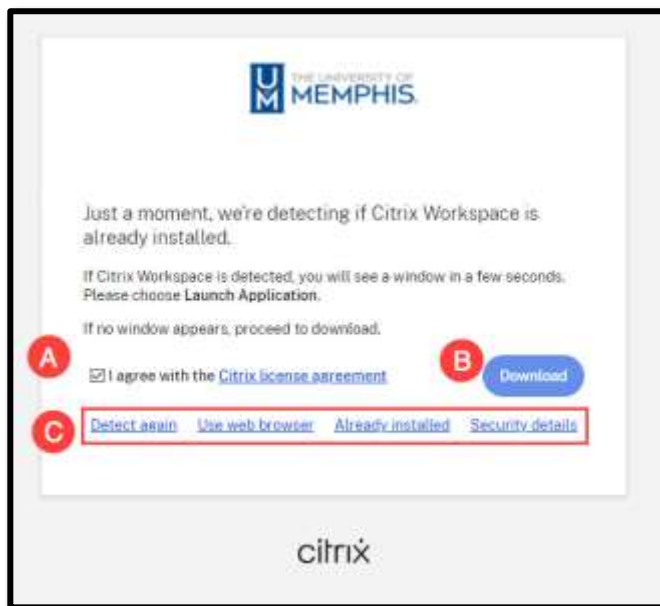 UM
THE UNIVERSITY OF
MEMPHIS.
Just a moment, we're detecting if Citrix Workspace is
already installed.
If Citrix Workspace is detected, you will see a window in a few seconds.
Please choose Launch Application.
If no window appears, proceed to download.
A
I agree with the Citrix license agreement
B
Download
C
Detect again Use web browser Already installed Security details
citrix